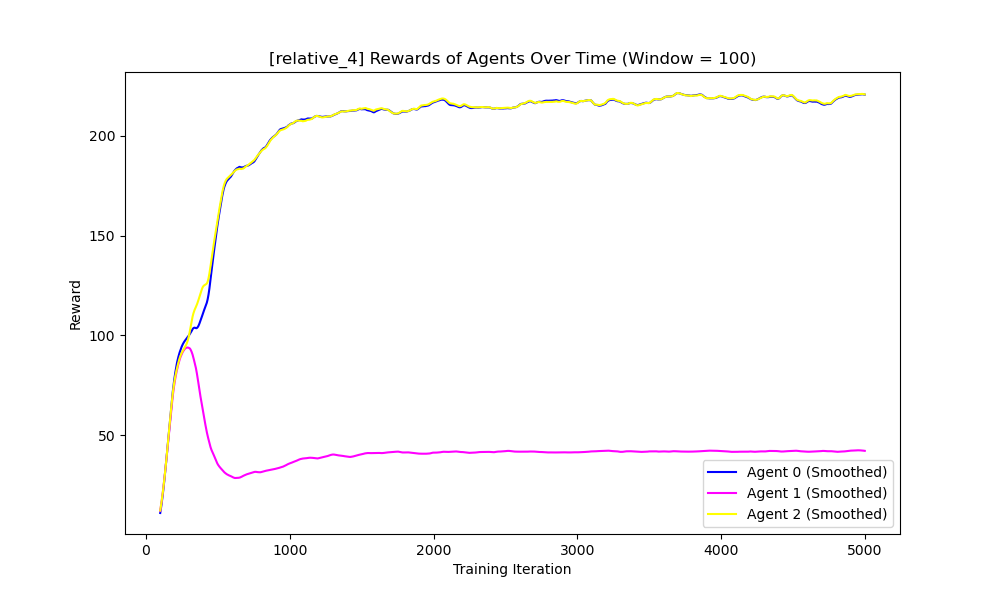 [relative_4] Rewards of Agents Over Time (Window = 100)
Reward
200
150
100
50
Agent 0 (Smoothed)
Agent 1 (Smoothed)
Agent 2 (Smoothed)
0 1000 2000 3000 4000 5000
Training Iteration